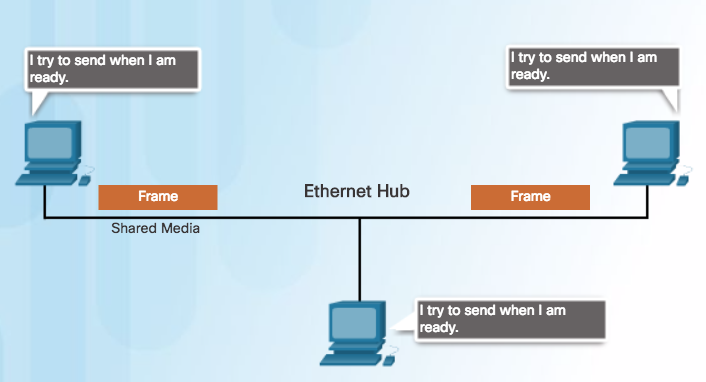 I try to send when I am
ready.
I try to send when I am
ready.
Ethernet Hub
Frame
Frame
Shared Media
I try to send when I am
ready.